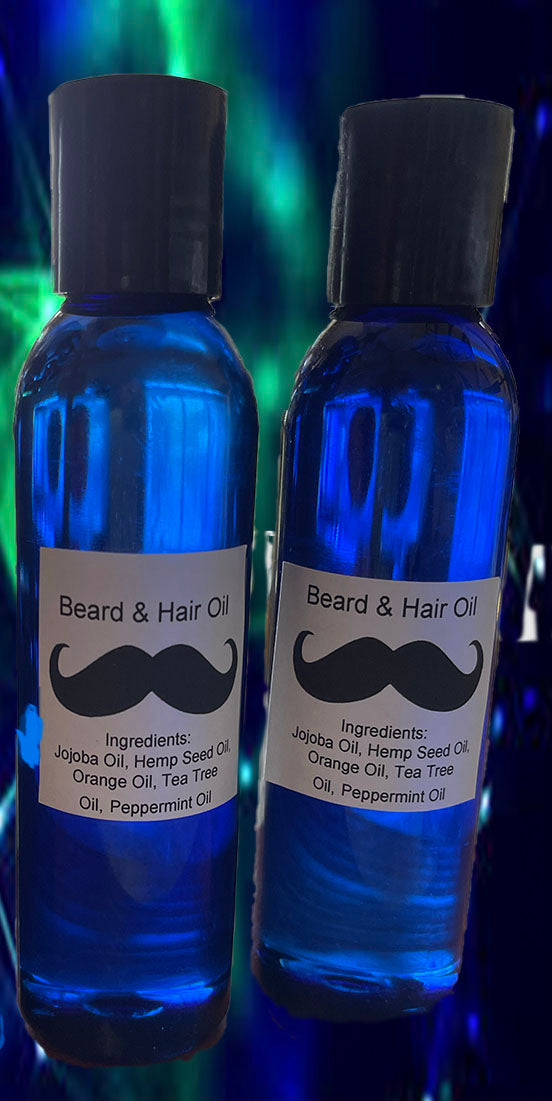 Beard & Hair Oil
Ingredients:
Jojoba Oil, Hemp Seed Oil,
Orange Oil, Tea Tree
Oil, Peppermint Oil
Beard & Hair Oil
Ingredients:
Jojoba Oil, Hemp Seed Oil,
Orange Oil, Tea Tree
Oil, Peppermint Oil